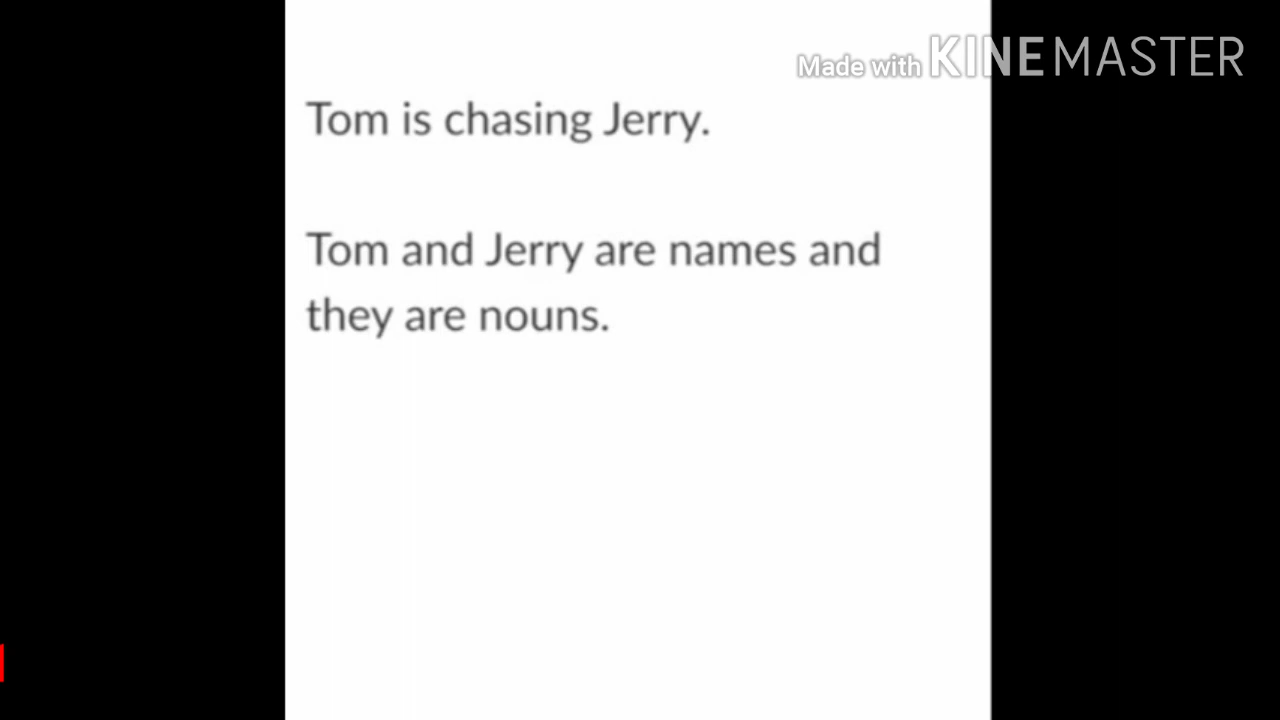 Made with KINEMASTER
Tom is chasing Jerry.
Tom and Jerry are names and
they are nouns.